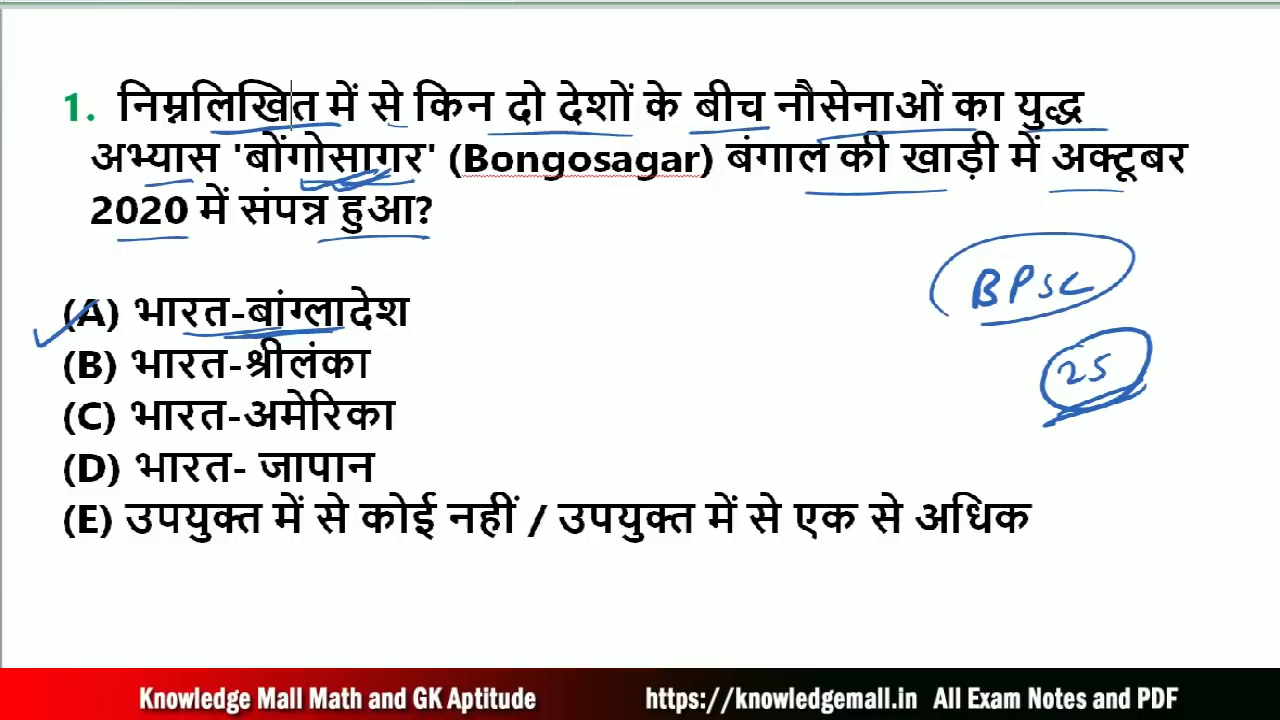 1. निम्नलिखित में से किन दो देशों के बीच नौसेनाओं का युद्ध
अभ्यास 'बोंगोसागर' (Bongosagar) बंगाल की खाड़ी में अक्टूबर
2020 में संपन्न हुआ?
BPSC
(A) भारत-बांग्लादेश
(B) भारत-श्रीलंका
25
(C) भारत-अमेरिका
(D) भारत- जापान
(E) उपयुक्त में से कोई नहीं / उपयुक्त में से एक से अधिक
Knowledge Mall Math and GK Aptitude https://knowledgemall.in All Exam Notes and PDF